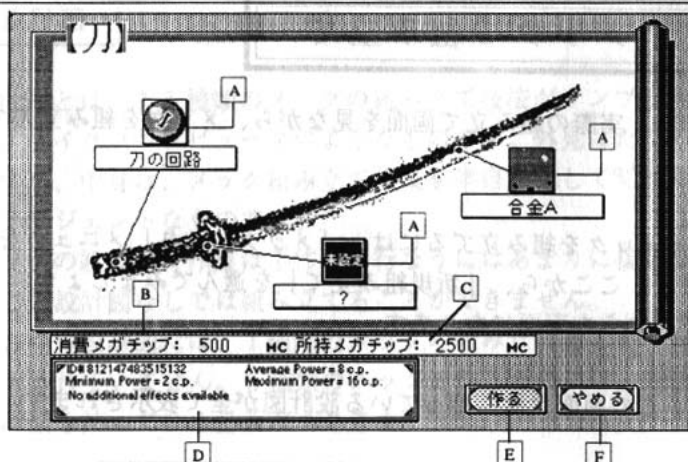 【刀】
A
刀の回路
A
合金A
A
未設定
?
B
C
消費メガチップ: 500 MC 所持メガチップ: 2500 MC
ID# 812147483515132 Average Power = 8 o.p.
Minimum Power = 2 o.p. Maximum Power = 16 o.p.
No additional effects available
作る やめる
D E F